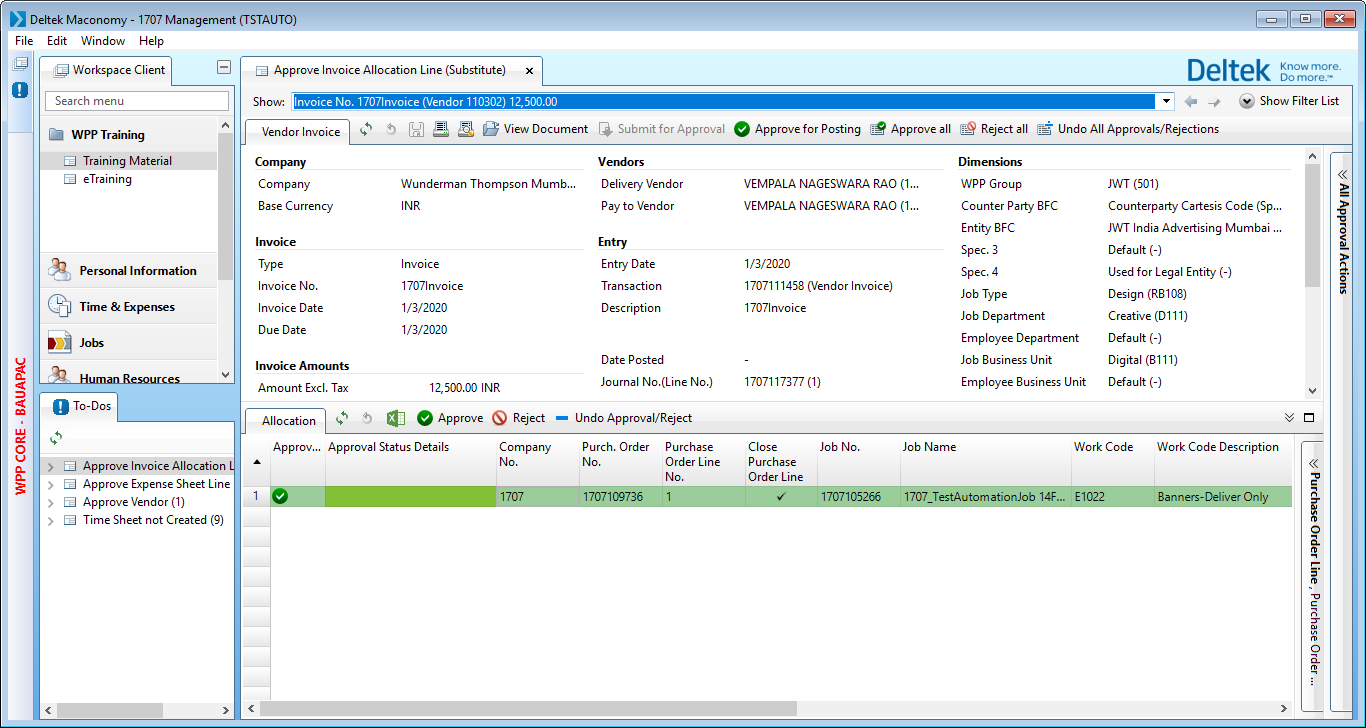 Deltek Maconomy - 1707 Management (TSTAUTO)
File Edit Window Help
WPP CORE - BAUAPAC
Workspace Client
Search menu
WPP Training
Training Material
eTraining
Personal Information
Time & Expenses
Jobs
Human Resources
To-Dos
Approve Invoice Allocation L
Approve Expense Sheet Line
Approve Vendor (1)
Time Sheet not Created (9)
Approve Invoice Allocation Line (Substitute)
Deltek Know more. Do more.™
Show: Invoice No. 1707Invoice (Vendor 110302) 12,500.00 Show Filter List
Vendor Invoice View Document Submit for Approval Approve for Posting Approve all Reject all Undo All Approvals/Rejections
Company
Company Wunderman Thompson Mumb...
Base Currency INR
Invoice
Type Invoice
Invoice No. 1707Invoice
Invoice Date 1/3/2020
Due Date 1/3/2020
Invoice Amounts
Amount Excl. Tax 12,500.00 INR
Vendors
Delivery Vendor VEMPALA NAGESWARA RAO (1...
Pay to Vendor VEMPALA NAGESWARA RAO (1...
Entry
Entry Date 1/3/2020
Transaction 1707111458 (Vendor Invoice)
Description 1707Invoice
Date Posted -
Journal No.(Line No.) 1707117377 (1)
Dimensions
WPP Group JWT (501)
Counter Party BFC Counterparty Cartesis Code (Sp...
Entity BFC JWT India Advertising Mumbai ...
Spec. 3 Default (-)
Spec. 4 Used for Legal Entity (-)
Job Type Design (RB108)
Job Department Creative (D111)
Employee Department Default (-)
Job Business Unit Digital (B111)
Employee Business Unit Default (-)
All Approval Actions
Allocation Approve Reject Undo Approval/Reject
Approv... Approval Status Details Company No. Purch. Order No. Purchase Order Line No. Close Purchase Order Line Job No. Job Name Work Code Work Code Description
1 1707 1707109736 1 ✓ 1707105266 1707_TestAutomationJob 14F... E1022 Banners-Deliver Only
Purchase Order Line , Purchase Order ...